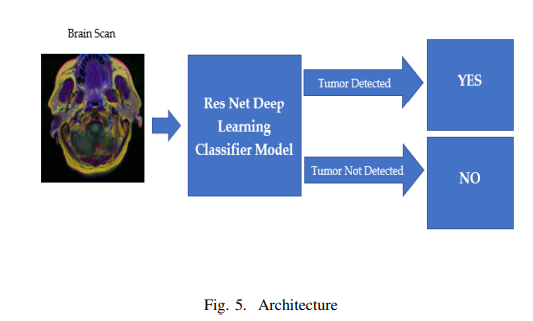 Brain Scan
Res Net Deep
Learning
Classifier Model
Tumor Detected
YES
Tumor Not Detected
NO
Fig. 5. Architecture